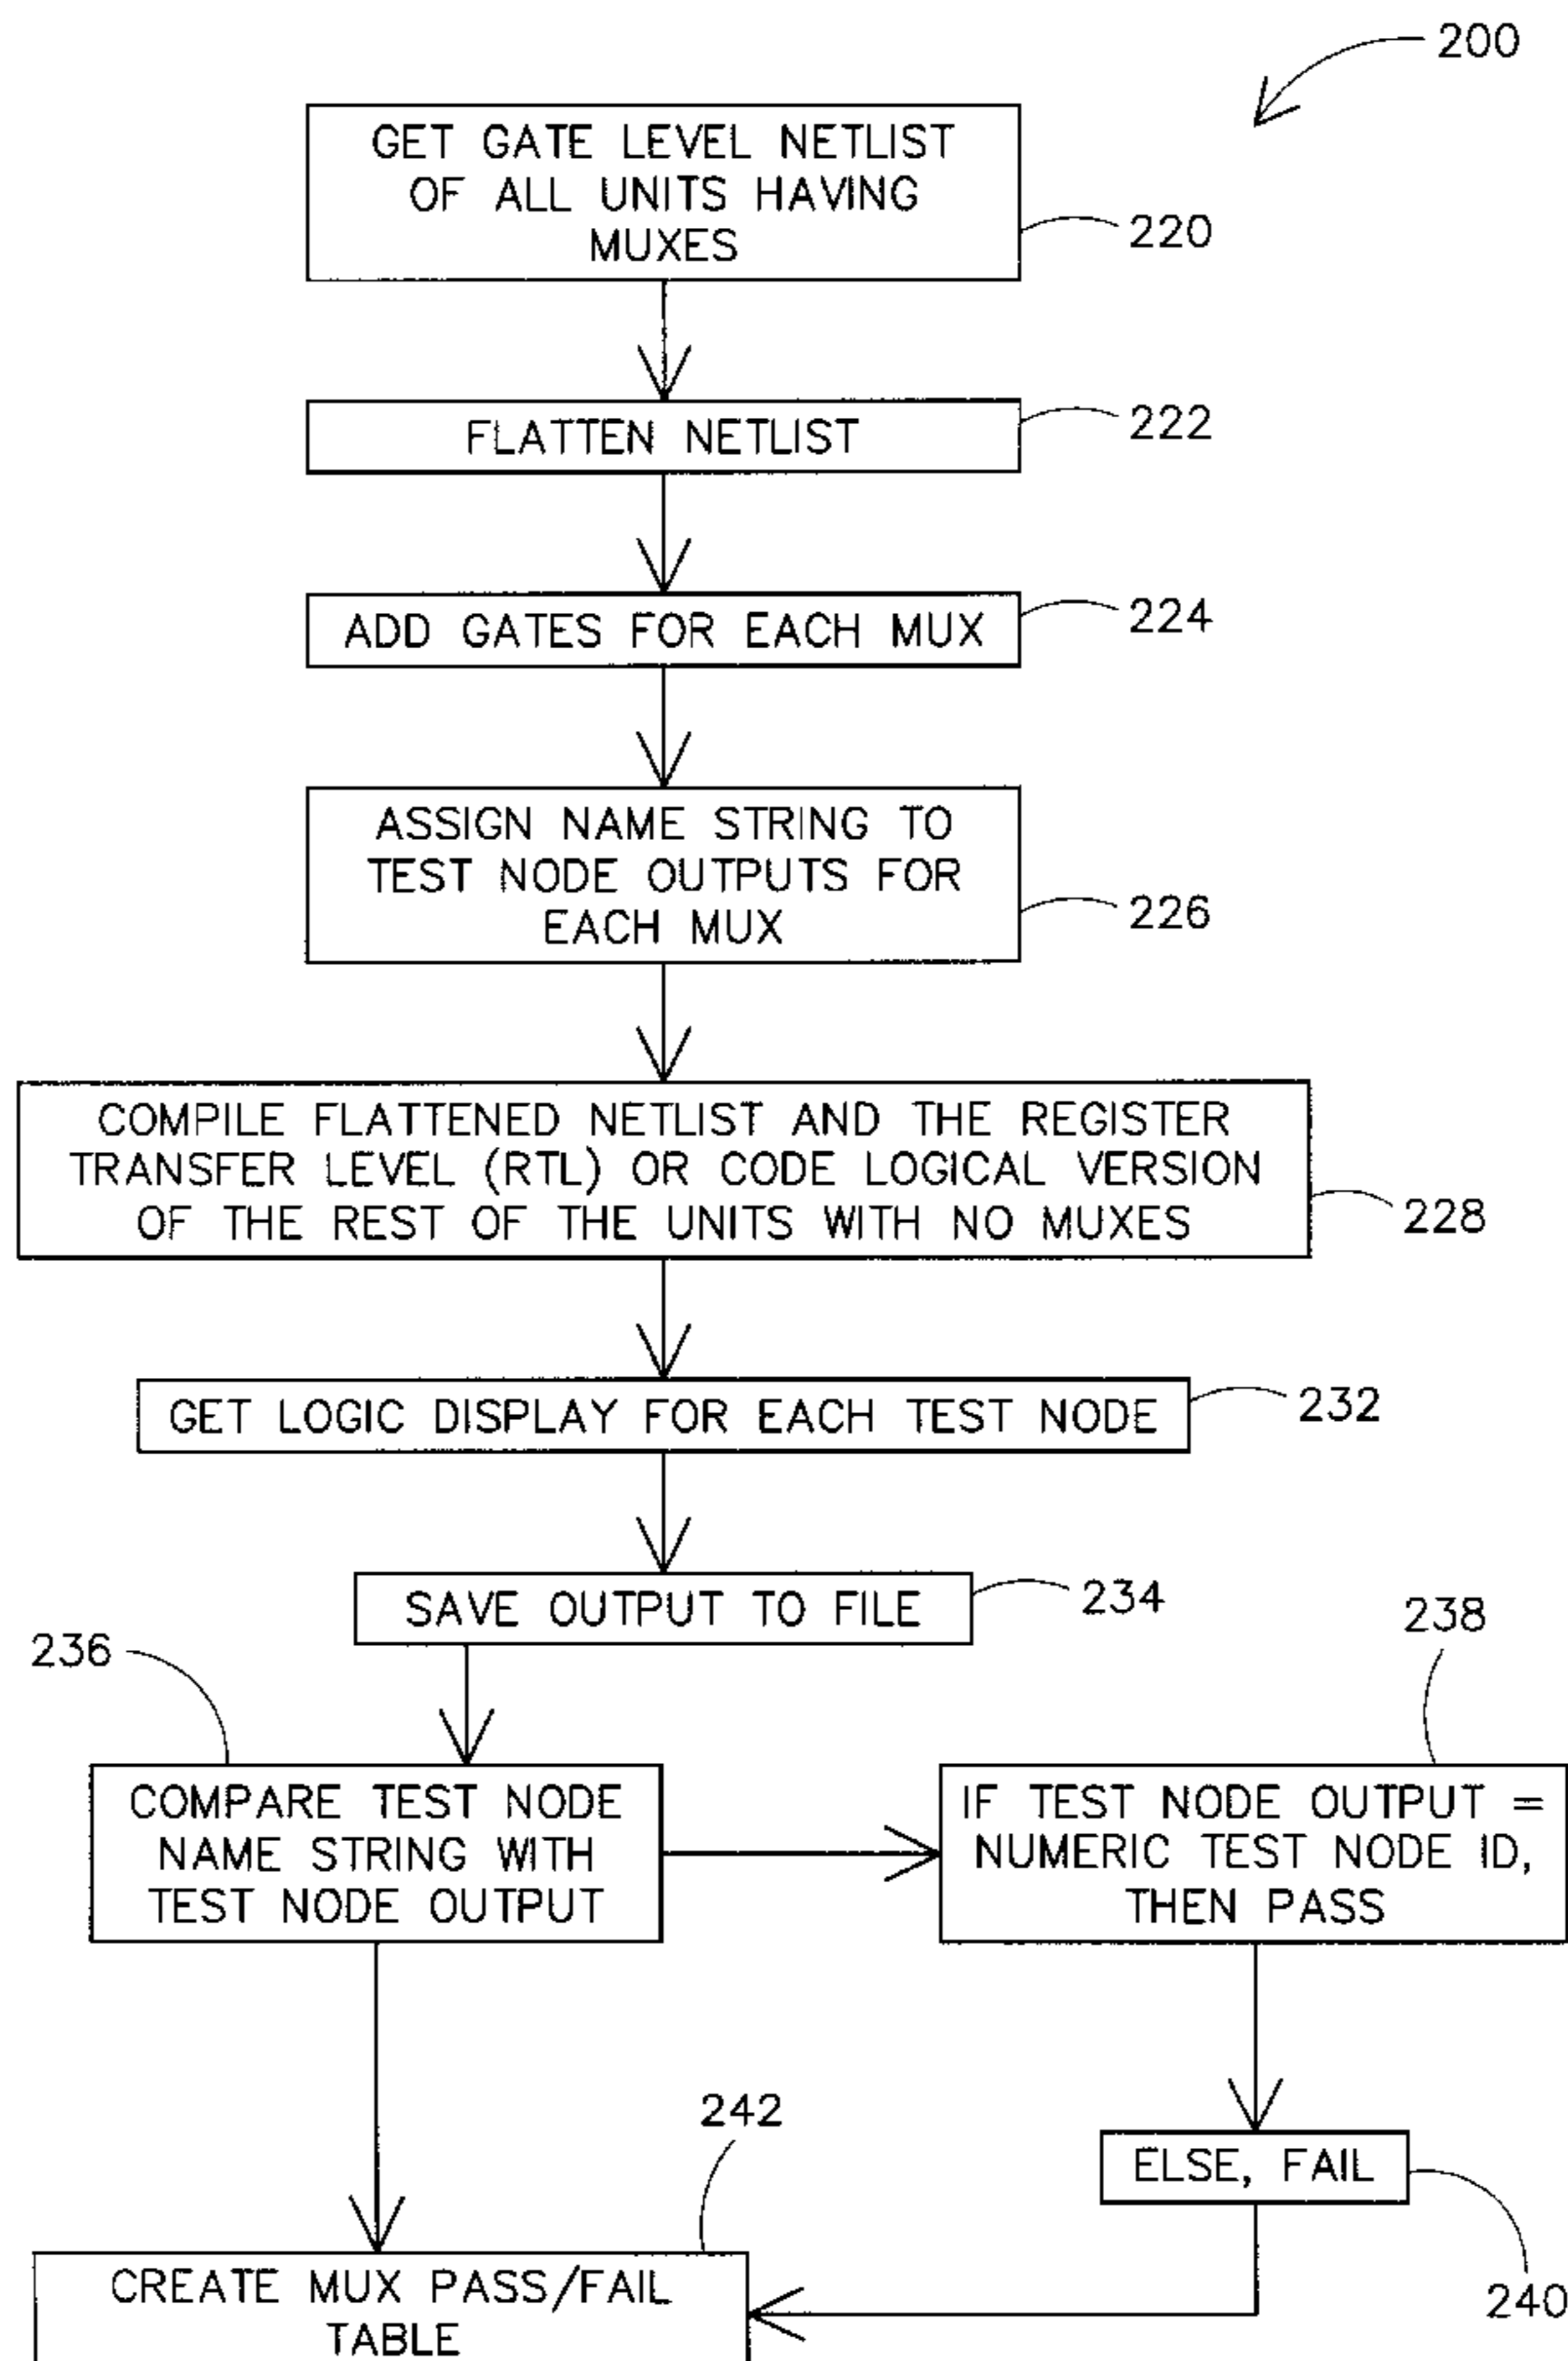 200
GET GATE LEVEL NETLIST
OF ALL UNITS HAVING
MUXES
220
FLATTEN NETLIST
222
ADD GATES FOR EACH MUX
224
ASSIGN NAME STRING TO
TEST NODE OUTPUTS FOR
EACH MUX
226
COMPILE FLATTENED NETLIST AND THE REGISTER
TRANSFER LEVEL (RTL) OR CODE LOGICAL VERSION
OF THE REST OF THE UNITS WITH NO MUXES
228
GET LOGIC DISPLAY FOR EACH TEST NODE
232
SAVE OUTPUT TO FILE
234
236
COMPARE TEST NODE
NAME STRING WITH
TEST NODE OUTPUT
238
IF TEST NODE OUTPUT =
NUMERIC TEST NODE ID,
THEN PASS
ELSE, FAIL
240
242
CREATE MUX PASS/FAIL
TABLE